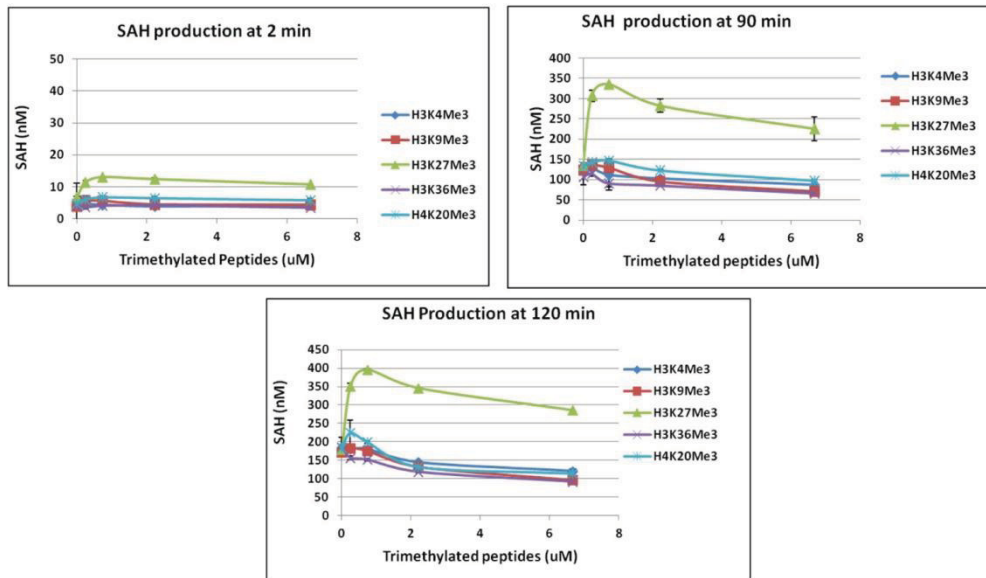 SAH production at 2 min
50
40
30
20
10
0
SAH (nM)
0 2 4 6 8
Trimethylated Peptides (uM)
H3K4Me3
H3K9Me3
H3K27Me3
H3K36Me3
H4K20Me3
SAH production at 90 min
400
350
300
250
200
150
100
50
0
SAH (nM)
0 2 4 6 8
Trimethylated peptides (uM)
H3K4Me3
H3K9Me3
H3K27Me3
H3K36Me3
H4K20Me3
SAH Production at 120 min
450
400
350
300
250
200
150
100
50
0
SAH (nM)
0 2 4 6 8
Trimethylated peptides (uM)
H3K4Me3
H3K9Me3
H3K27Me3
H3K36Me3
H4K20Me3